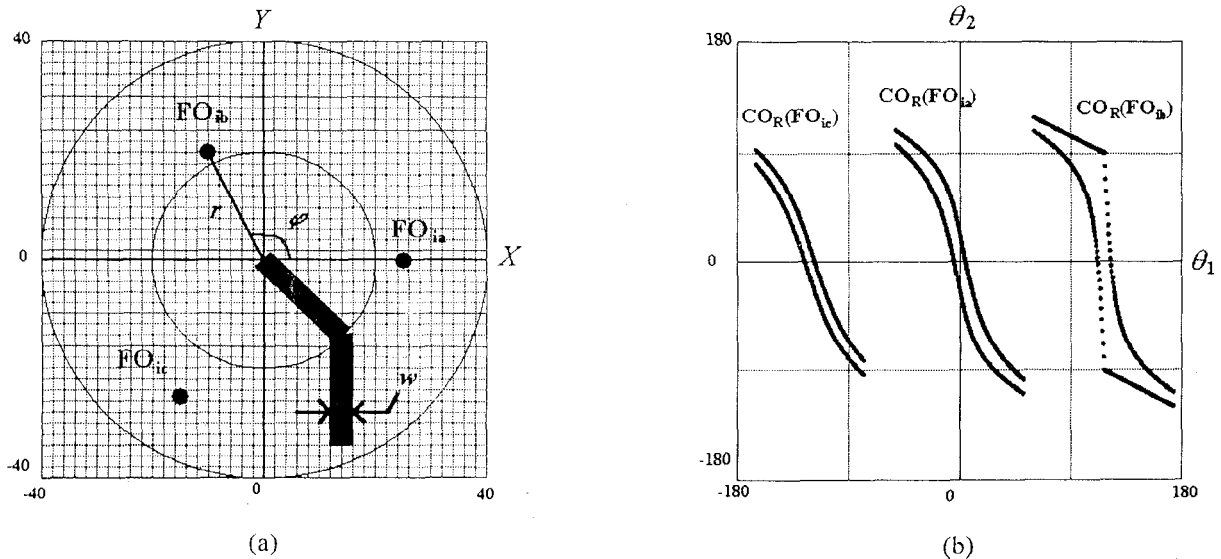 Y
40
FO_ib
r
φ
FO_ia
0
X
FO_ic
w
-40
-40
0
40
(a)
θ₂
180
CO_R(FO_ic)
CO_R(FO_ia)
CO_R(FO_ib)
0
θ₁
-180
-180
0
180
(b)